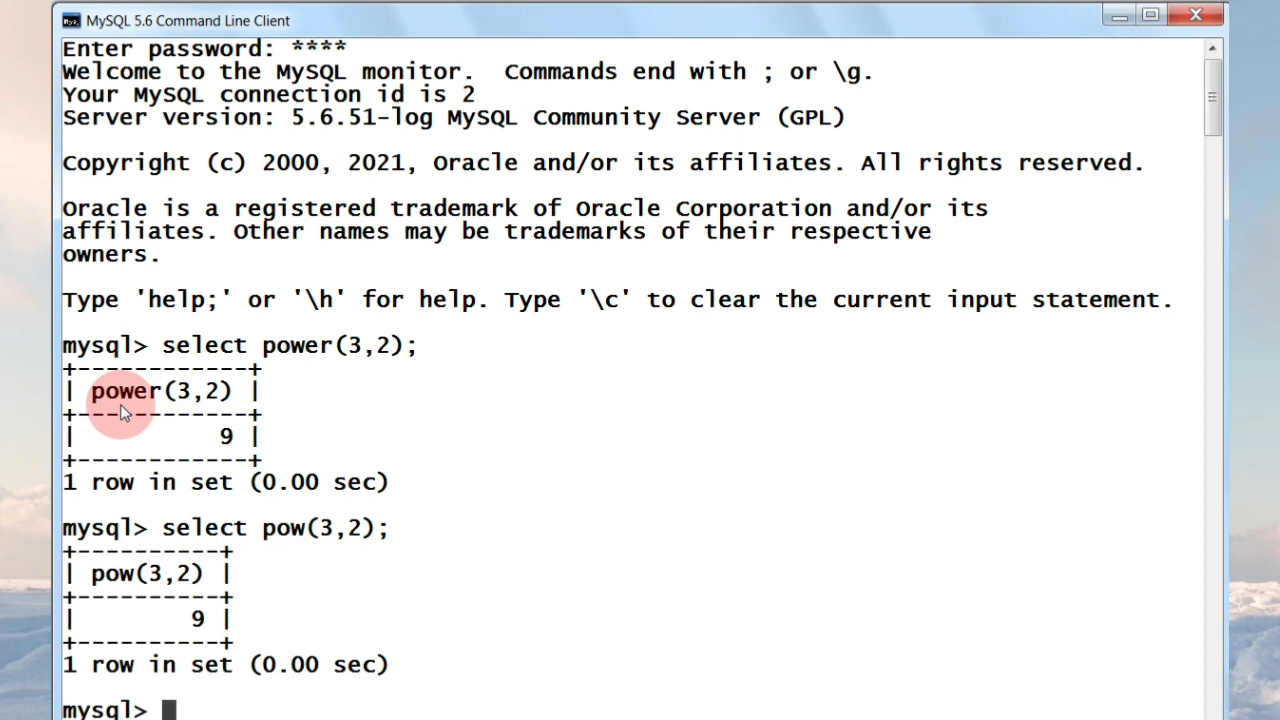 MySQL 5.6 Command Line Client
Enter password: ****
Welcome to the MySQL monitor.  Commands end with ; or \g.
Your MySQL connection id is 2
Server version: 5.6.51-log MySQL Community Server (GPL)
Copyright (c) 2000, 2021, Oracle and/or its affiliates. All rights reserved.
Oracle is a registered trademark of Oracle Corporation and/or its
affiliates. Other names may be trademarks of their respective
owners.
Type 'help;' or '\h' for help. Type '\c' to clear the current input statement.
mysql> select power(3,2);
+------------+
| power(3,2) |
+------------+
|          9 |
+------------+
1 row in set (0.00 sec)
mysql> select pow(3,2);
+----------+
| pow(3,2) |
+----------+
|        9 |
+----------+
1 row in set (0.00 sec)
mysql>